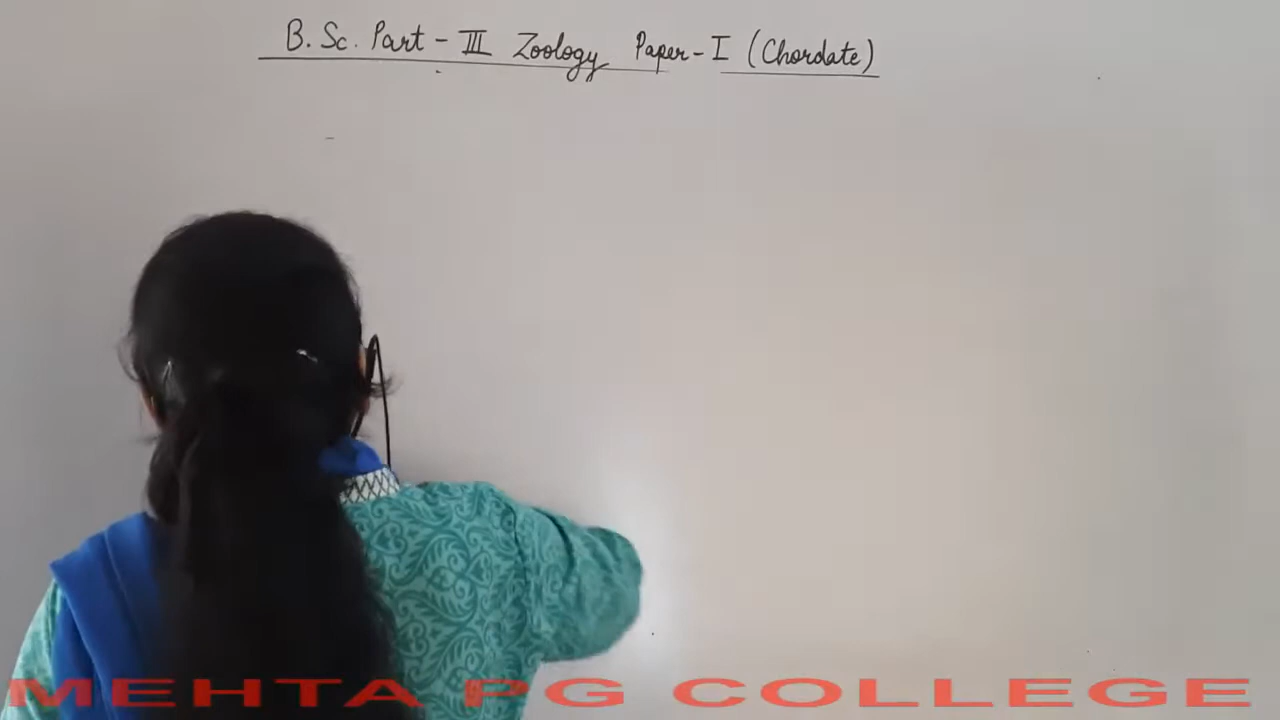 B. Sc. Part - III Zoology Paper - I (Chordate)
MEHTA PG COLLEGE